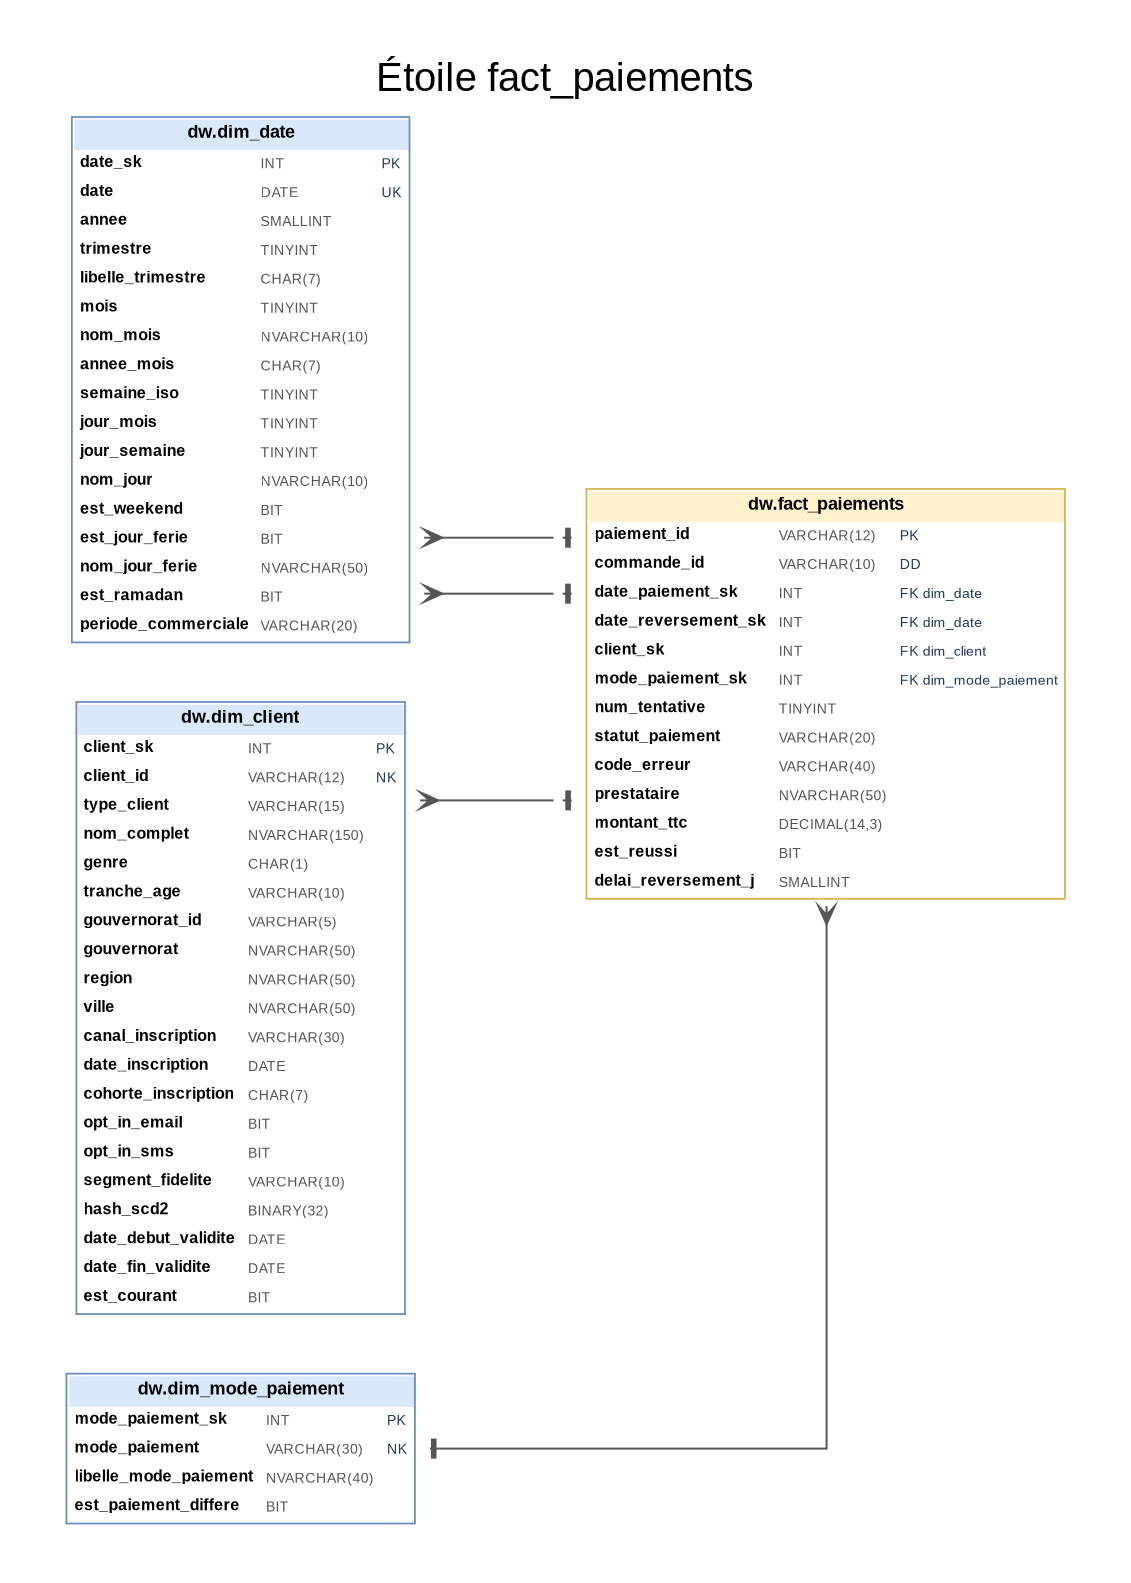 Étoile fact_paiements
dw.dim_date
date_sk INT PK
date DATE UK
annee SMALLINT
trimestre TINYINT
libelle_trimestre CHAR(7)
mois TINYINT
nom_mois NVARCHAR(10)
annee_mois CHAR(7)
semaine_iso TINYINT
jour_mois TINYINT
jour_semaine TINYINT
nom_jour NVARCHAR(10)
est_weekend BIT
est_jour_ferie BIT
nom_jour_ferie NVARCHAR(50)
est_ramadan BIT
periode_commerciale VARCHAR(20)
dw.fact_paiements
paiement_id VARCHAR(12) PK
commande_id VARCHAR(10) DD
date_paiement_sk INT FK dim_date
date_reversement_sk INT FK dim_date
client_sk INT FK dim_client
mode_paiement_sk INT FK dim_mode_paiement
num_tentative TINYINT
statut_paiement VARCHAR(20)
code_erreur VARCHAR(40)
prestataire NVARCHAR(50)
montant_ttc DECIMAL(14,3)
est_reussi BIT
delai_reversement_j SMALLINT
dw.dim_client
client_sk INT PK
client_id VARCHAR(12) NK
type_client VARCHAR(15)
nom_complet NVARCHAR(150)
genre CHAR(1)
tranche_age VARCHAR(10)
gouvernorat_id VARCHAR(5)
gouvernorat NVARCHAR(50)
region NVARCHAR(50)
ville NVARCHAR(50)
canal_inscription VARCHAR(30)
date_inscription DATE
cohorte_inscription CHAR(7)
opt_in_email BIT
opt_in_sms BIT
segment_fidelite VARCHAR(10)
hash_scd2 BINARY(32)
date_debut_validite DATE
date_fin_validite DATE
est_courant BIT
dw.dim_mode_paiement
mode_paiement_sk INT PK
mode_paiement VARCHAR(30) NK
libelle_mode_paiement NVARCHAR(40)
est_paiement_differe BIT